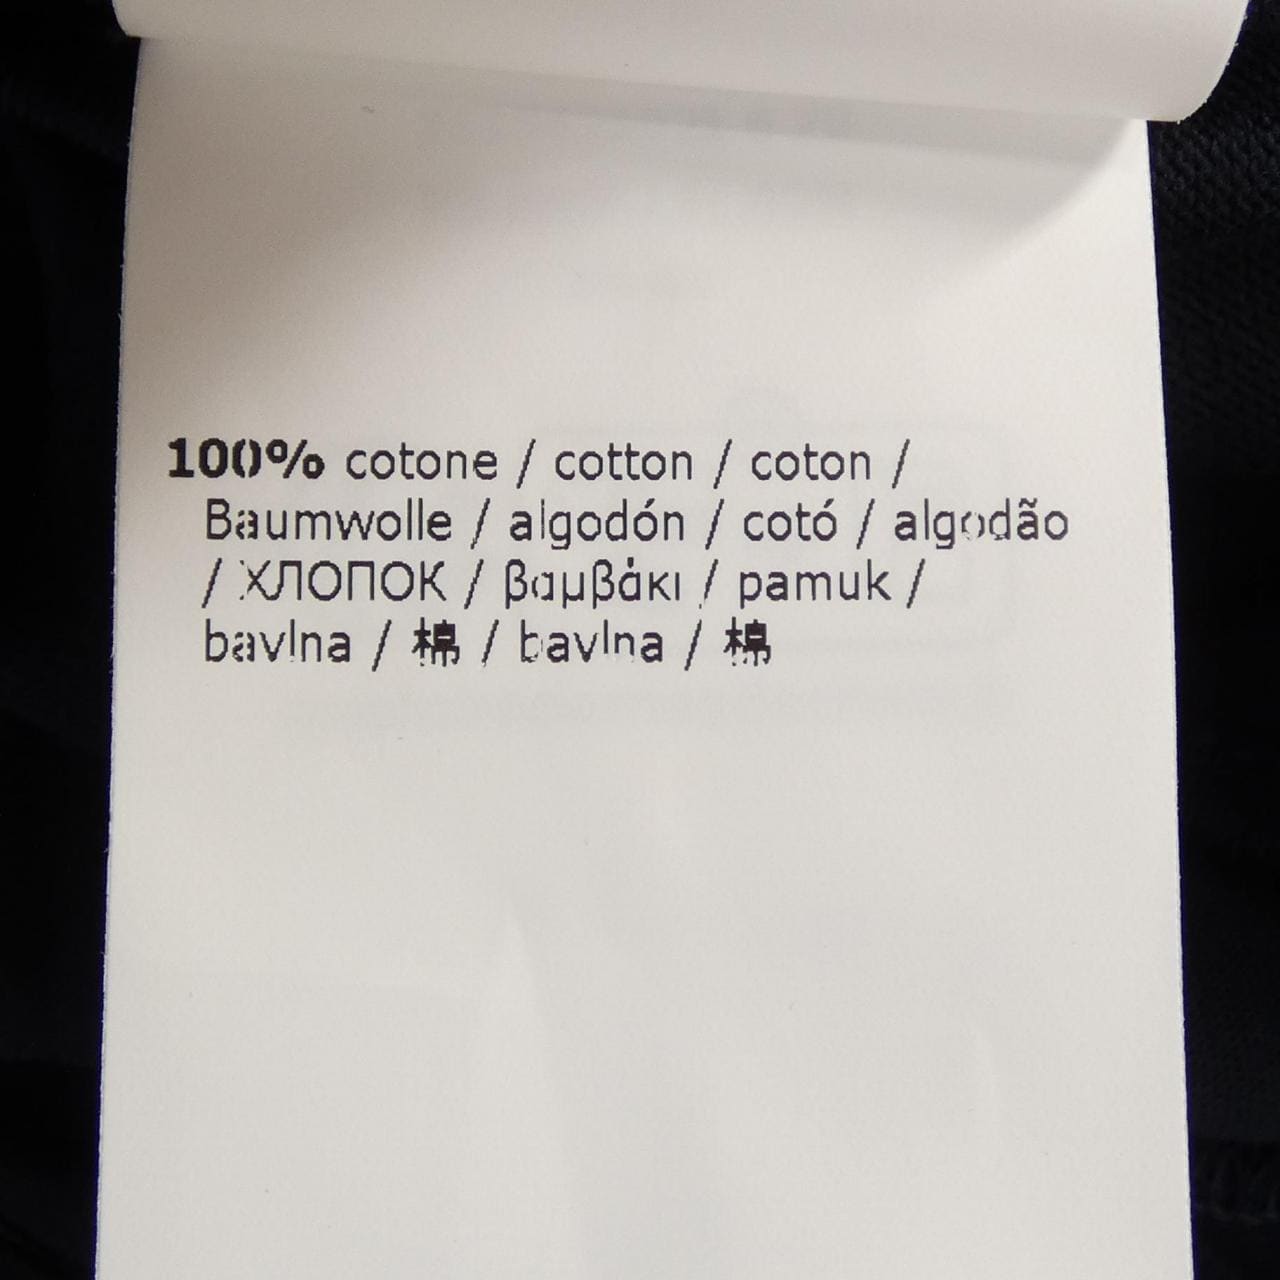 100% cotone / cotton / coton /
Baumwolle / algodón / cotó / algodão
/ ХЛОПОК / βαμβάκι / pamuk /
bavlna / 棉 / bavlna / 棉